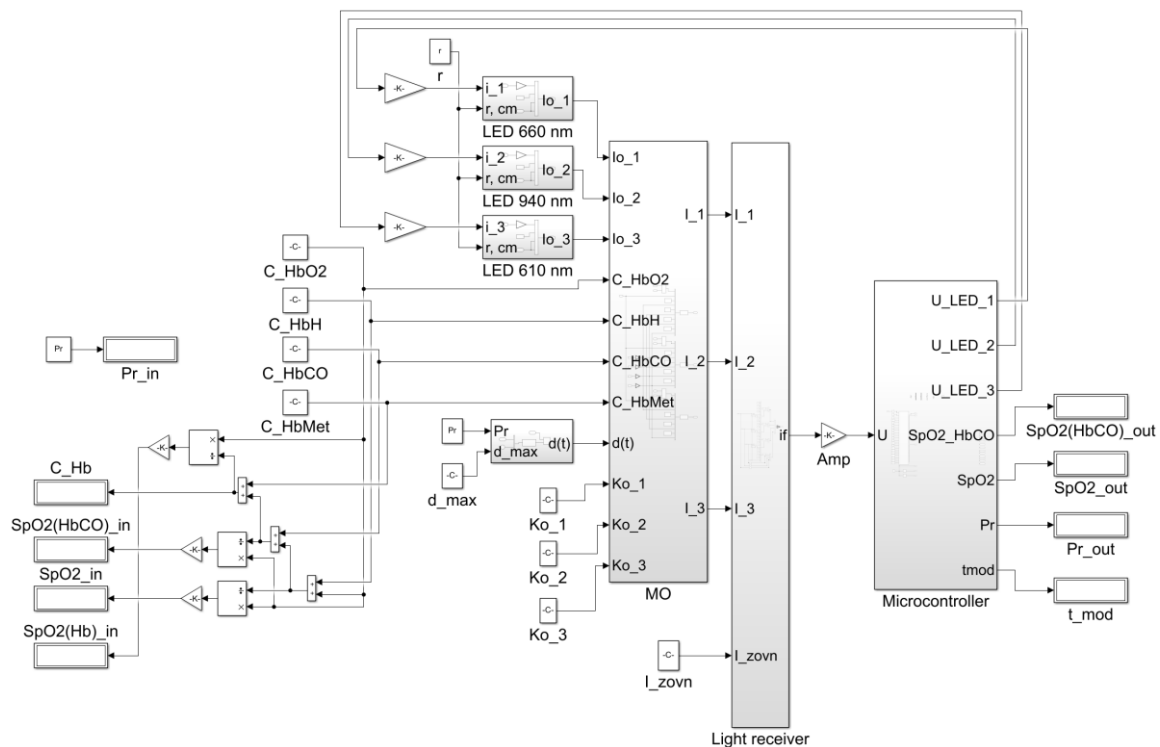 r
r
-K-
i_1
r, cm
Io_1
LED 660 nm
-K-
i_2
r, cm
Io_2
LED 940 nm
-K-
i_3
r, cm
Io_3
LED 610 nm
-C-
C_HbO2
-C-
C_HbH
-C-
C_HbCO
-C-
C_HbMet
Pr
Pr_in
Pr
Pr
d_max
d(t)
-C-
d_max
-C-
Ko_1
-C-
Ko_2
-C-
Ko_3
Io_1
Io_2
Io_3
C_HbO2
C_HbH
C_HbCO
C_HbMet
d(t)
Ko_1
Ko_2
Ko_3
I_1
I_2
I_3
MO
I_1
I_2
I_3
I_zovn
if
Light receiver
-C-
I_zovn
-K-
Amp
U
U_LED_1
U_LED_2
U_LED_3
SpO2_HbCO
SpO2
Pr
tmod
Microcontroller
SpO2(HbCO)_out
SpO2_out
Pr_out
t_mod
-K-
×
÷
C_Hb
+
+
SpO2(HbCO)_in
-K-
÷
×
+
+
SpO2_in
-K-
÷
×
+
+
SpO2(Hb)_in